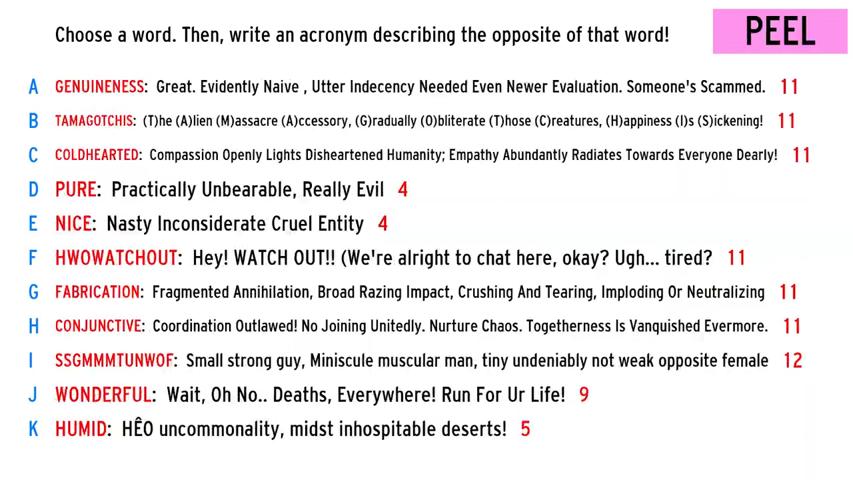 Choose a word. Then, write an acronym describing the opposite of that word!
PEEL
A GENUINENESS: Great. Evidently Naive , Utter Indecency Needed Even Newer Evaluation. Someone's Scammed. 11
B TAMAGOTCHIS: (T)he (A)lien (M)assacre (A)ccessory, (G)radually (O)bliterate (T)hose (C)reatures, (H)appiness (I)s (S)ickening! 11
C COLDHEARTED: Compassion Openly Lights Disheartened Humanity; Empathy Abundantly Radiates Towards Everyone Dearly! 11
D PURE: Practically Unbearable, Really Evil 4
E NICE: Nasty Inconsiderate Cruel Entity 4
F HWOWATCHOUT: Hey! WATCH OUT!! (We're alright to chat here, okay? Ugh... tired? 11
G FABRICATION: Fragmented Annihilation, Broad Razing Impact, Crushing And Tearing, Imploding Or Neutralizing 11
H CONJUNCTIVE: Coordination Outlawed! No Joining Unitedly. Nurture Chaos. Togetherness Is Vanquished Evermore. 11
I SSGMMMTUNWOF: Small strong guy, Miniscule muscular man, tiny undeniably not weak opposite female 12
J WONDERFUL: Wait, Oh No.. Deaths, Everywhere! Run For Ur Life! 9
K HUMID: HÊO uncommonality, midst inhospitable deserts! 5